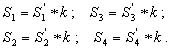 S₁ = S₁' * k ;   S₃ = S₃' * k ;
S₂ = S₂' * k ;   S₄ = S₄' * k .